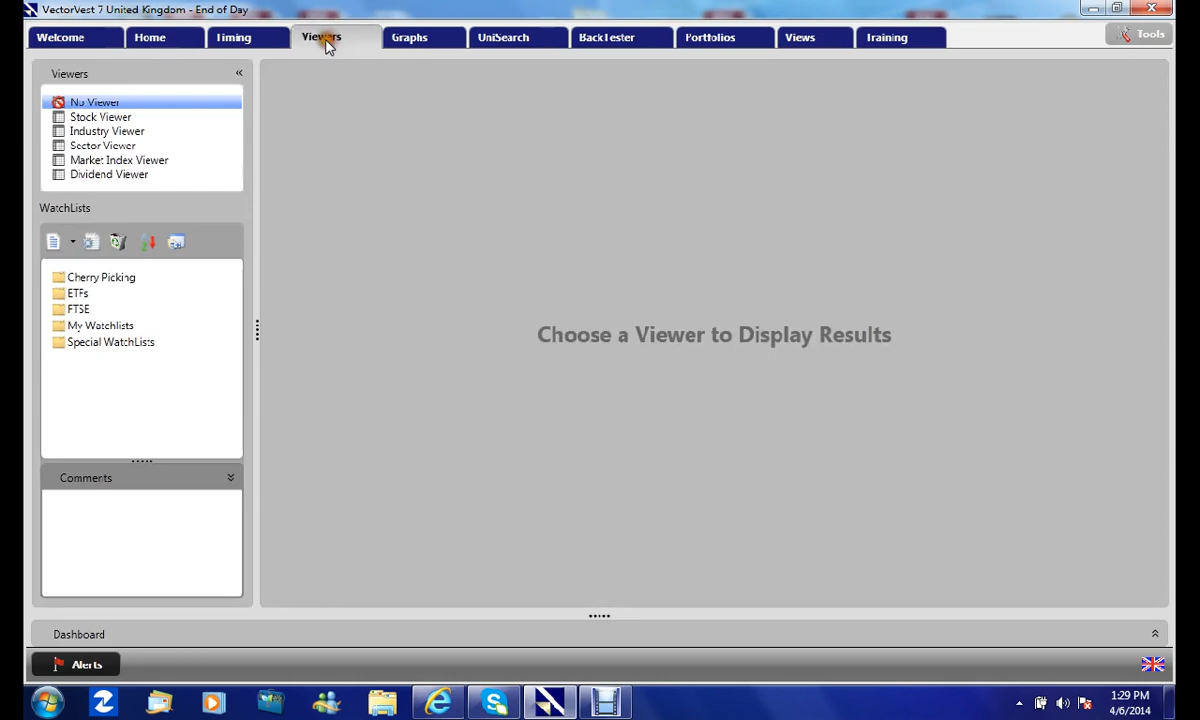 VectorVest 7 United Kingdom - End of Day
Welcome Home Timing Viewers Graphs UniSearch BackTester Portfolios Views Training Tools
Viewers
No Viewer
Stock Viewer
Industry Viewer
Sector Viewer
Market Index Viewer
Dividend Viewer
WatchLists
Cherry Picking
ETFs
FTSE
My Watchlists
Special WatchLists
Choose a Viewer to Display Results
Comments
Dashboard
Alerts
1:29 PM
4/6/2014